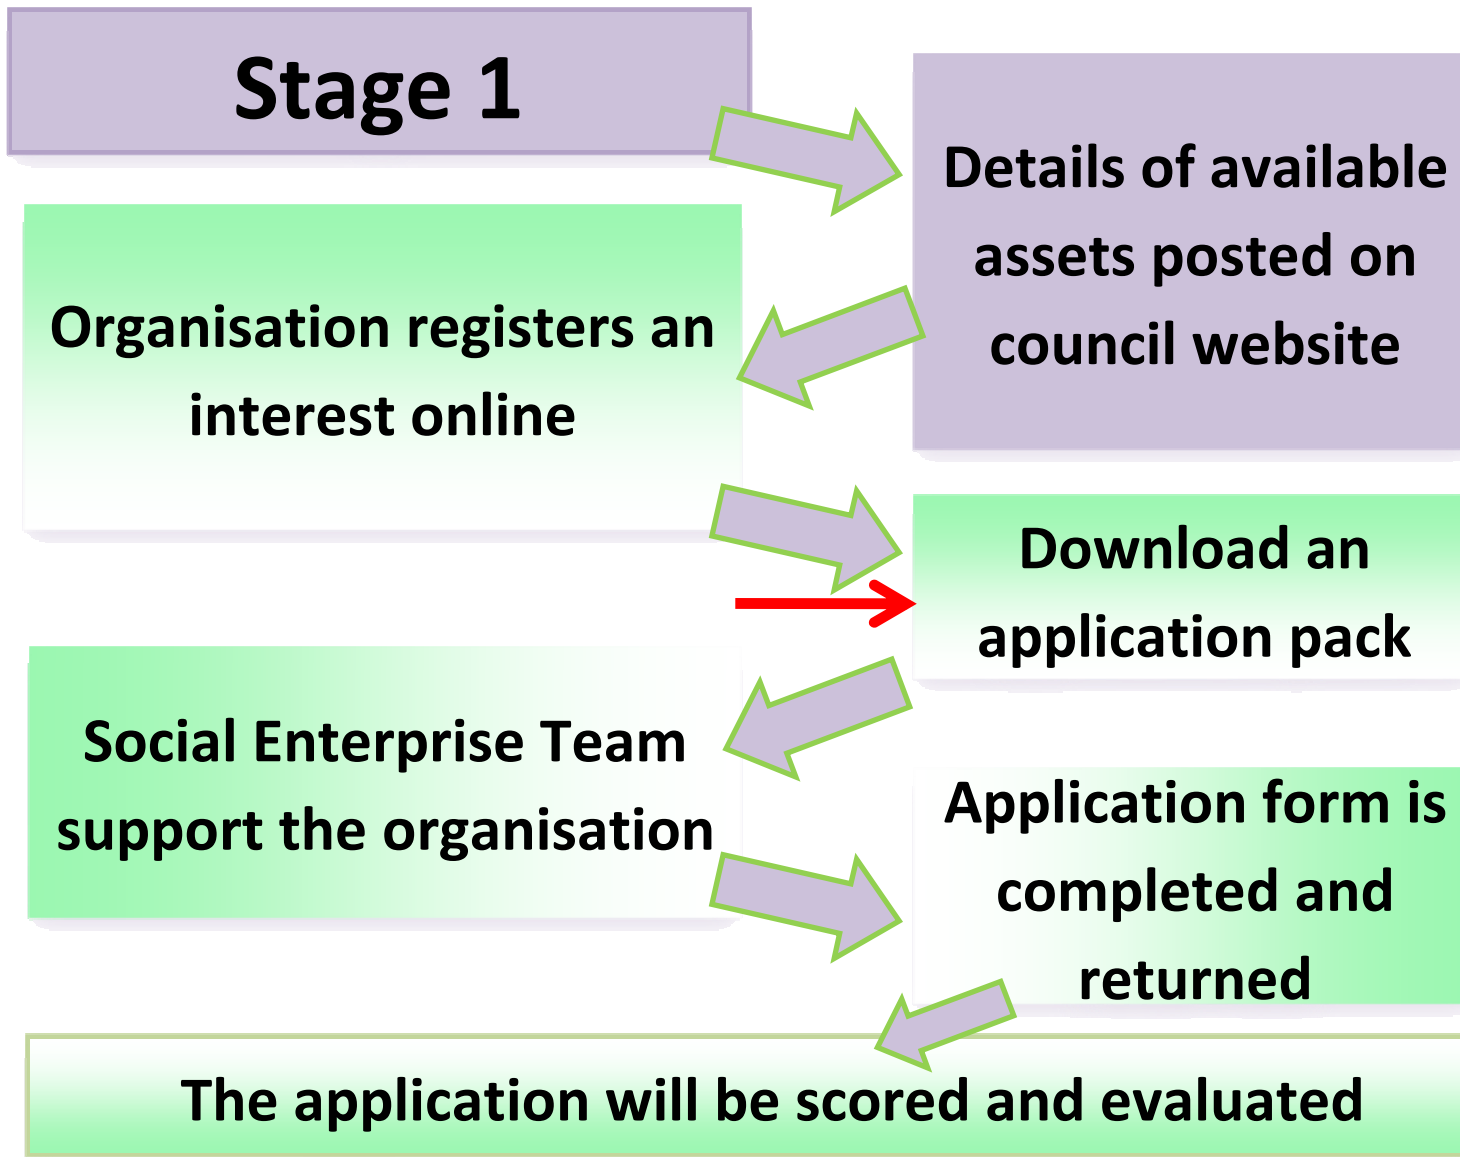 Stage 1
Details of available
assets posted on
council website
Organisation registers an
interest online
Download an
application pack
Social Enterprise Team
support the organisation
Application form is
completed and
returned
The application will be scored and evaluated